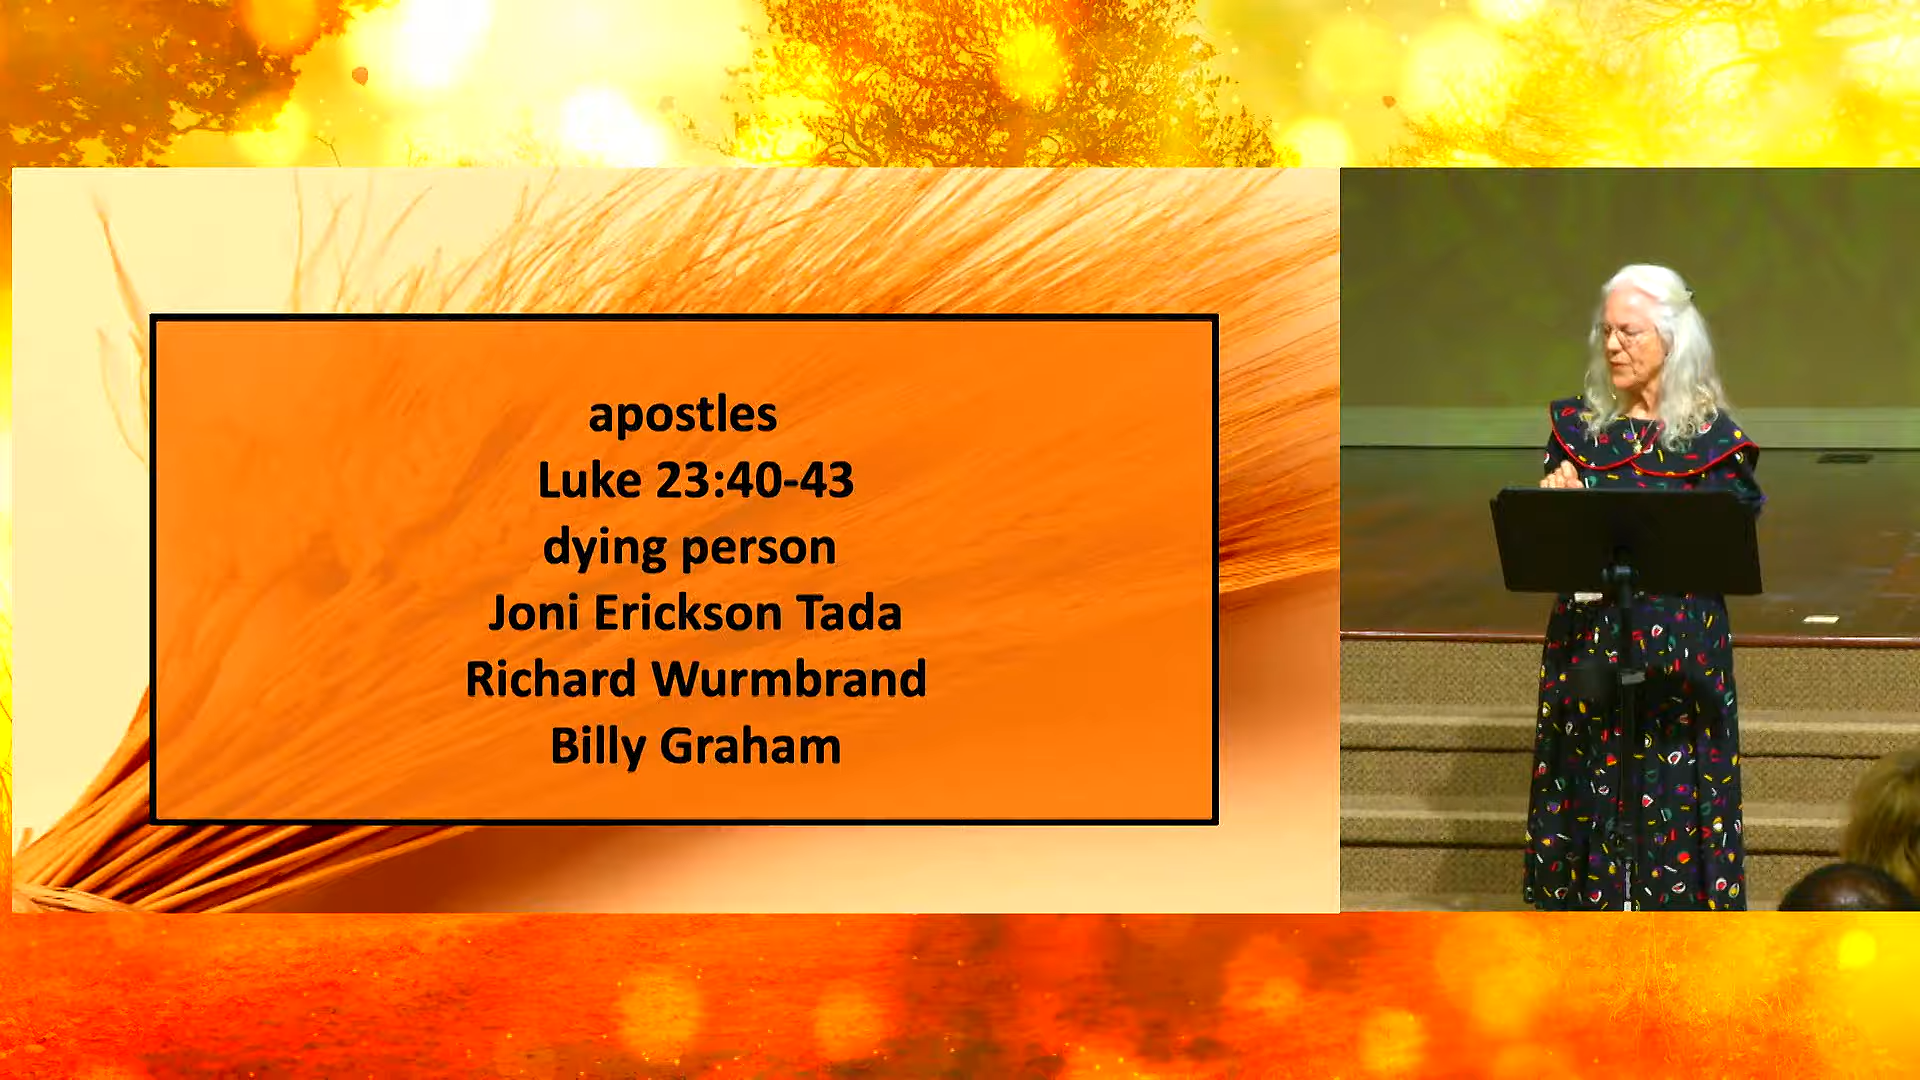 apostles
Luke 23:40-43
dying person
Joni Erickson Tada
Richard Wurmbrand
Billy Graham